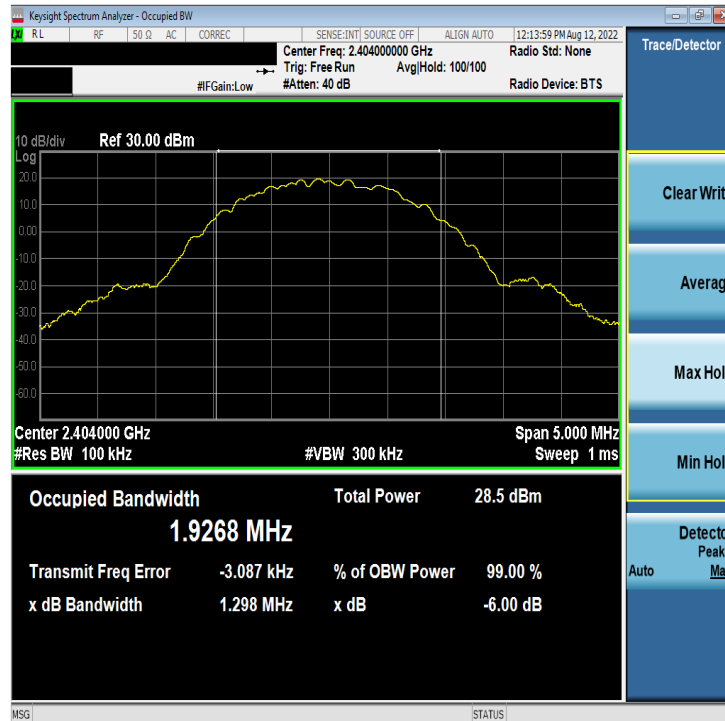 Keysight Spectrum Analyzer - Occupied BW
LXI RL RF 50 Ω AC CORREC SENSE:INT SOURCE OFF ALIGN AUTO 12:13:59 PM Aug 12, 2022
Center Freq: 2.404000000 GHz Radio Std: None
Trig: Free Run Avg|Hold: 100/100
#IFGain:Low #Atten: 40 dB Radio Device: BTS
10 dB/div Ref 30.00 dBm
Log
20.0
10.0
0.00
-10.0
-20.0
-30.0
-40.0
-50.0
-60.0
Center 2.404000 GHz Span 5.000 MHz
#Res BW 100 kHz #VBW 300 kHz Sweep 1 ms
Occupied Bandwidth Total Power 28.5 dBm
1.9268 MHz
Transmit Freq Error -3.087 kHz % of OBW Power 99.00 %
x dB Bandwidth 1.298 MHz x dB -6.00 dB
MSG STATUS
Trace/Detector
Clear Writ
Averag
Max Hol
Min Hol
Detecto
Peak
Auto Ma